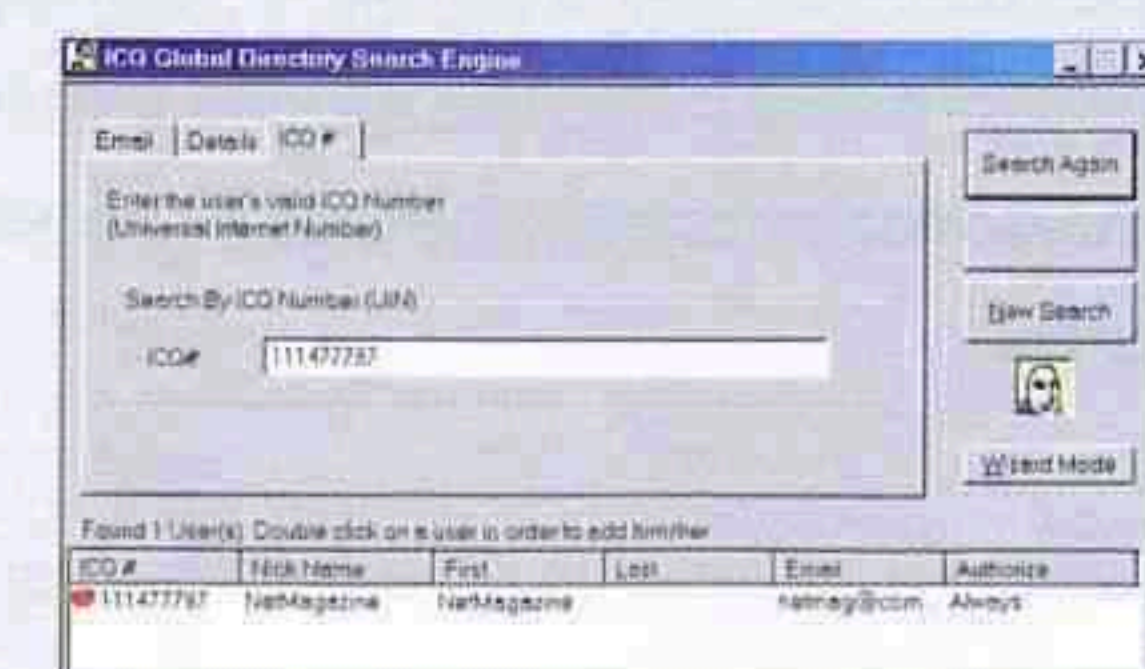 ICQ Global Directory Search Engine
Email Details ICQ #
Search Again
Enter the user's valid ICQ Number
(Universal Internet Number)
Search By ICQ Number (UIN)
New Search
ICQ#
Wizard Mode
Found 1 User(s) Double click on a user in order to add him/her
ICQ # Nick Name First Last Email Authorize
NetMagazine NetMagazine netmag@com Always